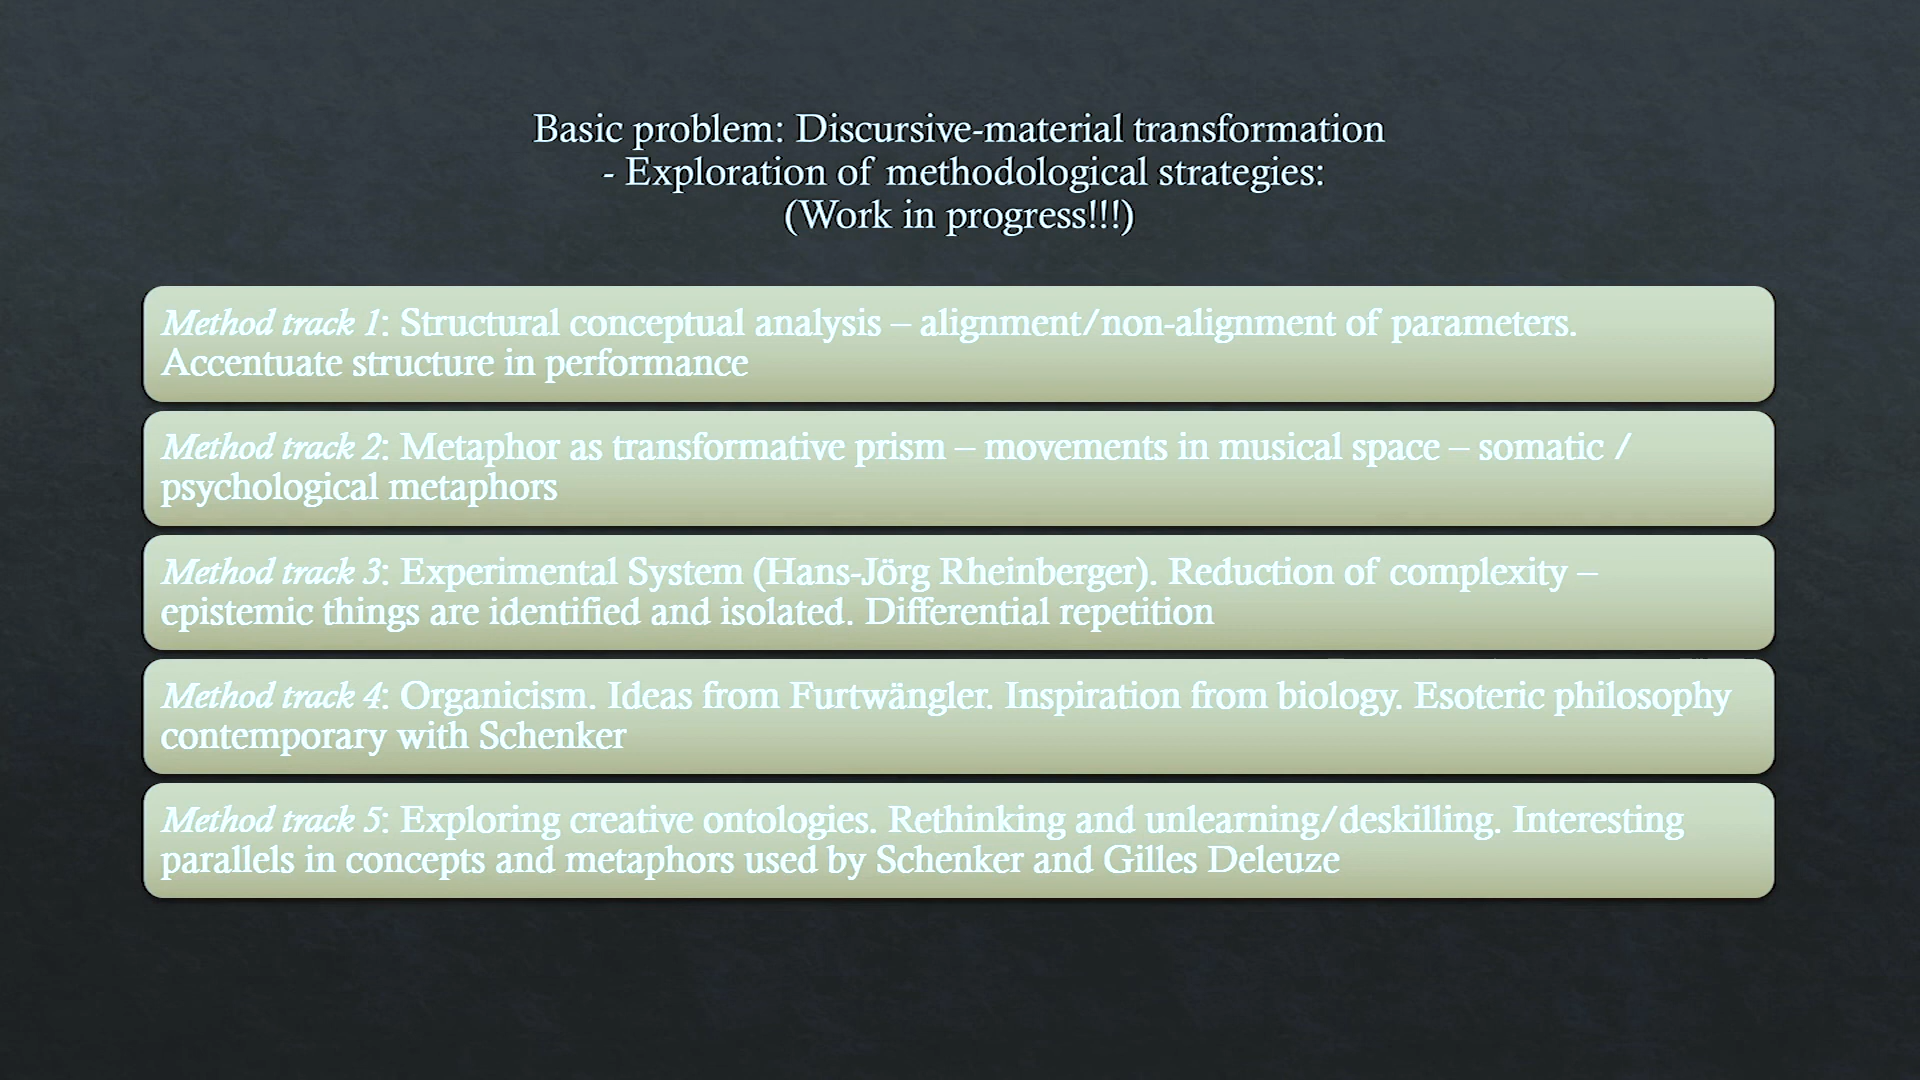 Basic problem: Discursive-material transformation
- Exploration of methodological strategies:
(Work in progress!!!)
Method track 1: Structural conceptual analysis – alignment/non-alignment of parameters.
Accentuate structure in performance
Method track 2: Metaphor as transformative prism – movements in musical space – somatic /
psychological metaphors
Method track 3: Experimental System (Hans-Jörg Rheinberger). Reduction of complexity –
epistemic things are identified and isolated. Differential repetition
Method track 4: Organicism. Ideas from Furtwängler. Inspiration from biology. Esoteric philosophy
contemporary with Schenker
Method track 5: Exploring creative ontologies. Rethinking and unlearning/deskilling. Interesting
parallels in concepts and metaphors used by Schenker and Gilles Deleuze